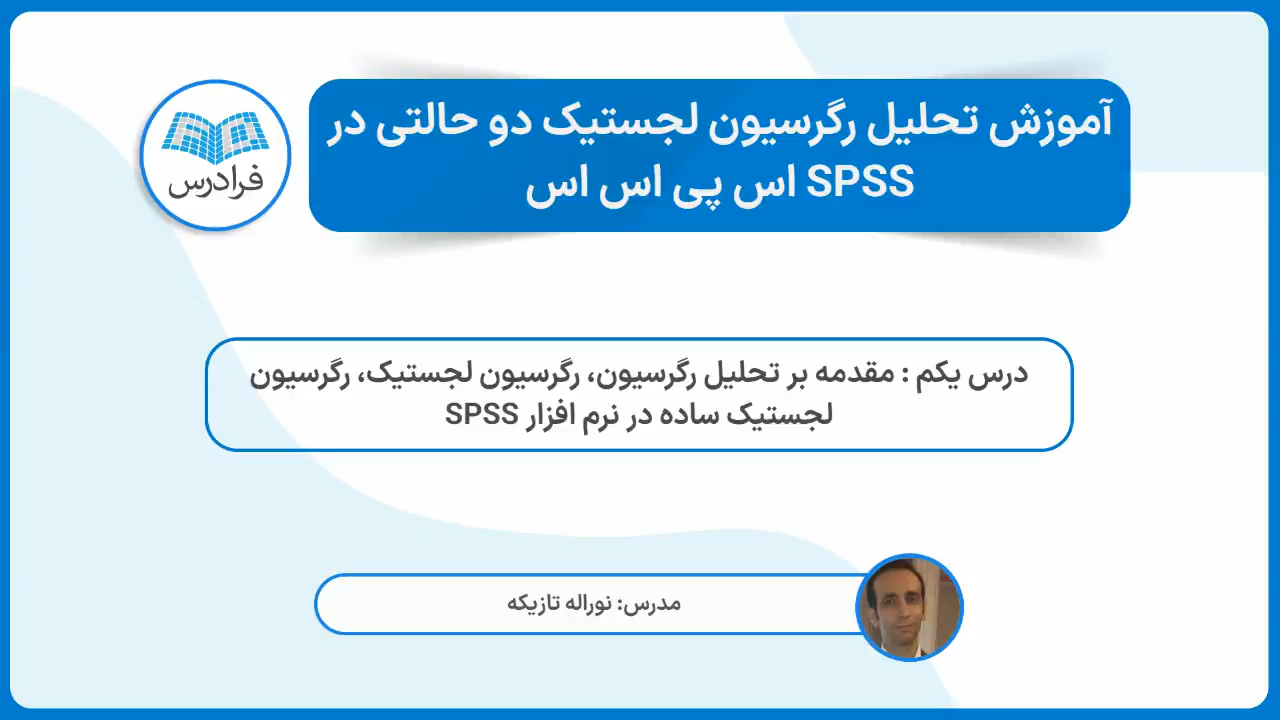 آموزش تحلیل رگرسیون لجستیک دو حالتی در
اس پی اس اس SPSS
فرادرس
درس یکم : مقدمه بر تحلیل رگرسیون، رگرسیون لجستیک، رگرسیون
لجستیک ساده در نرم افزار SPSS
مدرس: نوراله تازیکه